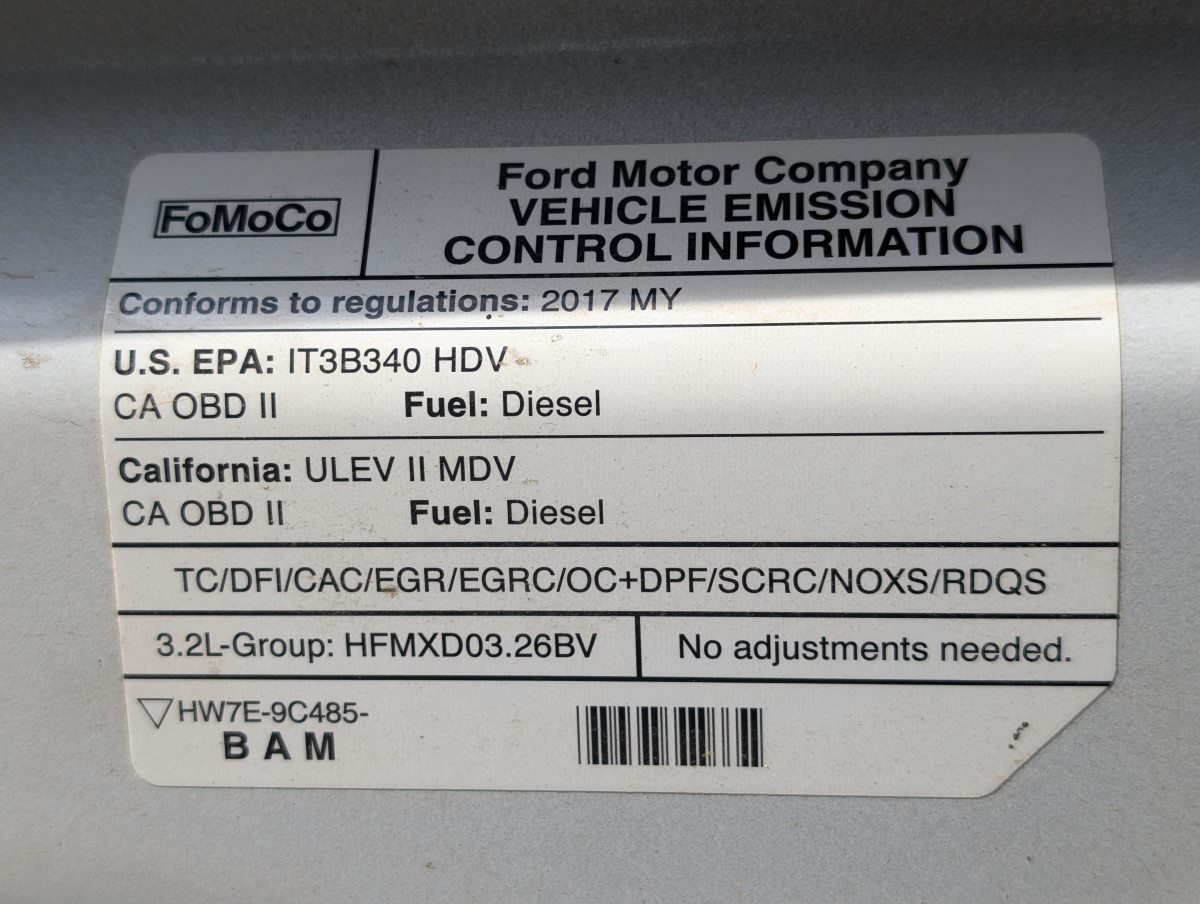 FoMoCo
Ford Motor Company
VEHICLE EMISSION
CONTROL INFORMATION
Conforms to regulations: 2017 MY
U.S. EPA: IT3B340 HDV
CA OBD II Fuel: Diesel
California: ULEV II MDV
CA OBD II Fuel: Diesel
TC/DFI/CAC/EGR/EGRC/OC+DPF/SCRC/NOXS/RDQS
3.2L-Group: HFMXD03.26BV
No adjustments needed.
HW7E-9C485-
B A M